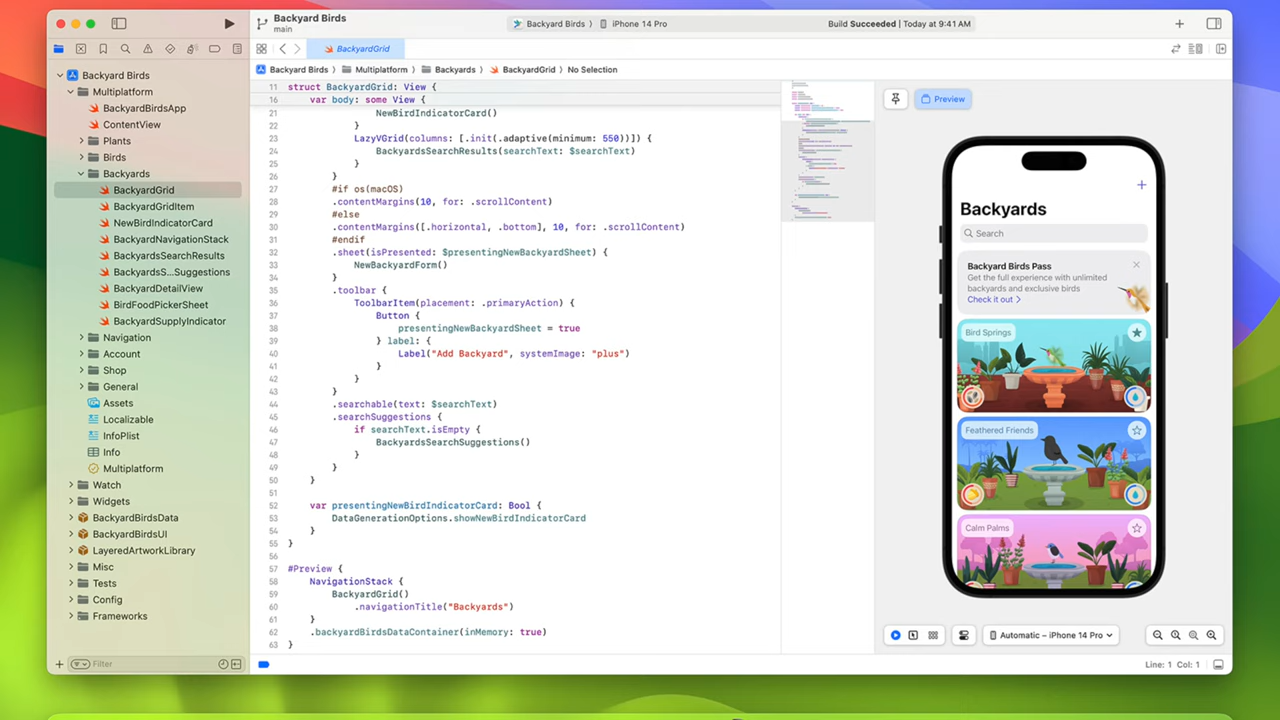 Backyard Birds
main
Backyard Birds
iPhone 14 Pro
Build Succeeded | Today at 9:41 AM
BackyardGrid
Backyard Birds
Multiplatform
Backyards
BackyardGrid
No Selection
Backyard Birds
Multiplatform
BackyardBirdsApp
ContentView
Plants
Birds
Backyards
BackyardGrid
BackyardGridItem
NewBirdIndicatorCard
BackyardNavigationStack
BackyardsSearchResults
BackyardsS...Suggestions
BackyardDetailView
BirdFoodPickerSheet
BackyardSupplyIndicator
Navigation
Account
Shop
General
Assets
Localizable
InfoPlist
Info
Multiplatform
Watch
Widgets
BackyardBirdsData
BackyardBirdsUI
LayeredArtworkLibrary
Misc
Tests
Config
Frameworks
Filter
11 struct BackyardGrid: View {
16 var body: some View {
21 NewBirdIndicatorCard()
22 }
23 LazyVGrid(columns: [.init(.adaptive(minimum: 550))]) {
24 BackyardsSearchResults(searchText: $searchText)
25 }
26 }
27 #if os(macOS)
28 .contentMargins(10, for: .scrollContent)
29 #else
30 .contentMargins([.horizontal, .bottom], 10, for: .scrollContent)
31 #endif
32 .sheet(isPresented: $presentingNewBackyardSheet) {
33 NewBackyardForm()
34 }
35 .toolbar {
36 ToolbarItem(placement: .primaryAction) {
37 Button {
38 presentingNewBackyardSheet = true
39 } label: {
40 Label("Add Backyard", systemImage: "plus")
41 }
42 }
43 }
44 .searchable(text: $searchText)
45 .searchSuggestions {
46 if searchText.isEmpty {
47 BackyardsSearchSuggestions()
48 }
49 }
50 }
51
52 var presentingNewBirdIndicatorCard: Bool {
53 DataGenerationOptions.showNewBirdIndicatorCard
54 }
55 }
56
57 #Preview {
58 NavigationStack {
59 BackyardGrid()
60 .navigationTitle("Backyards")
61 }
62 .backyardBirdsDataContainer(inMemory: true)
63 }
Preview
Backyards
Search
Backyard Birds Pass
Get the full experience with unlimited
backyards and exclusive birds
Check it out
Bird Springs
Feathered Friends
Calm Palms
Automatic – iPhone 14 Pro
Line: 1 Col: 1